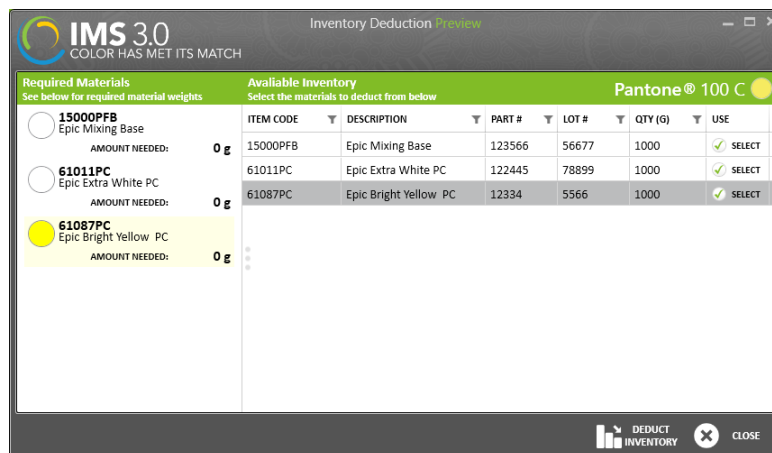 Inventory Deduction Preview
IMS 3.0
COLOR HAS MET ITS MATCH
Required Materials
See below for required material weights
15000PFB
Epic Mixing Base
AMOUNT NEEDED: 0 g
61011PC
Epic Extra White PC
AMOUNT NEEDED: 0 g
61087PC
Epic Bright Yellow PC
AMOUNT NEEDED: 0 g
Avaliable Inventory
Select the materials to deduct from below
Pantone® 100 C
ITEM CODE DESCRIPTION PART # LOT # QTY (G) USE
15000PFB Epic Mixing Base 123566 56677 1000 SELECT
61011PC Epic Extra White PC 122445 78899 1000 SELECT
61087PC Epic Bright Yellow PC 12334 5566 1000 SELECT
DEDUCT
INVENTORY
CLOSE